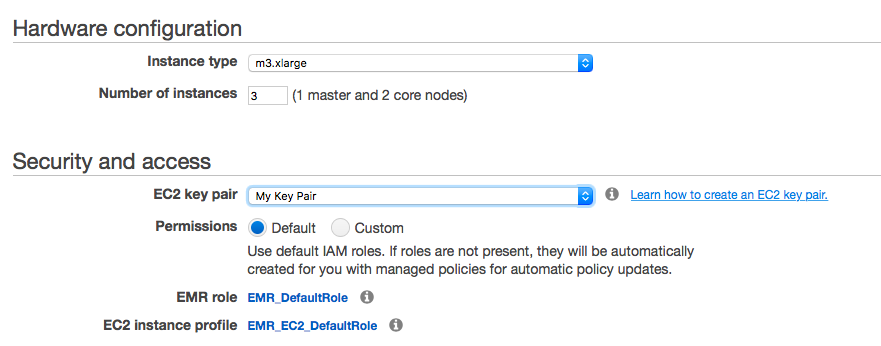 Hardware configuration
Instance type m3.xlarge
Number of instances 3 (1 master and 2 core nodes)
Security and access
EC2 key pair My Key Pair Learn how to create an EC2 key pair.
Permissions Default Custom
Use default IAM roles. If roles are not present, they will be automatically
created for you with managed policies for automatic policy updates.
EMR role EMR_DefaultRole
EC2 instance profile EMR_EC2_DefaultRole